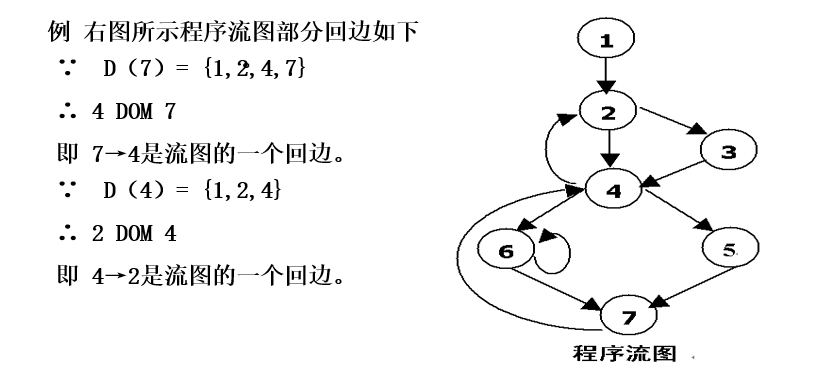 例 右图所示程序流图部分回边如下
∵ D（7）= {1,2,4,7}
∴ 4 DOM 7
即 7→4是流图的一个回边。
∵ D（4）= {1,2,4}
∴ 2 DOM 4
即 4→2是流图的一个回边。
1
2
3
4
6
5
7
程序流图